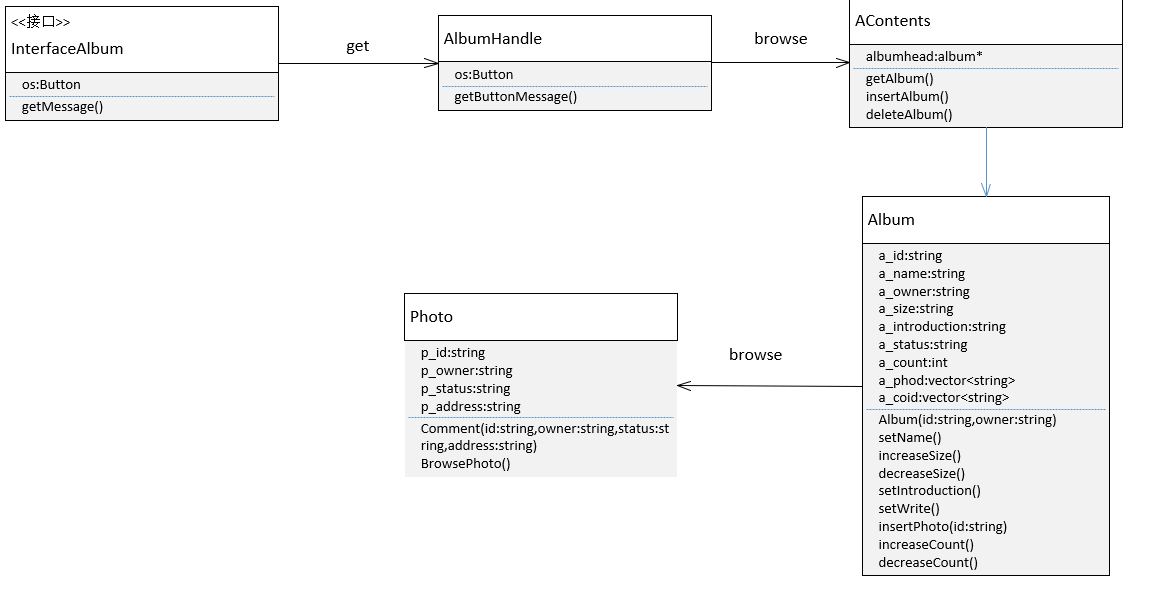 <<接口>>
InterfaceAlbum
os:Button
getMessage()
get
AlbumHandle
os:Button
getButtonMessage()
browse
AContents
albumhead:album*
getAlbum()
insertAlbum()
deleteAlbum()
Album
a_id:string
a_name:string
a_owner:string
a_size:string
a_introduction:string
a_status:string
a_count:int
a_phod:vector<string>
a_coid:vector<string>
Album(id:string,owner:string)
setName()
increaseSize()
decreaseSize()
setIntroduction()
setWrite()
insertPhoto(id:string)
increaseCount()
decreaseCount()
browse
Photo
p_id:string
p_owner:string
p_status:string
p_address:string
Comment(id:string,owner:string,status:st
ring,address:string)
BrowsePhoto()